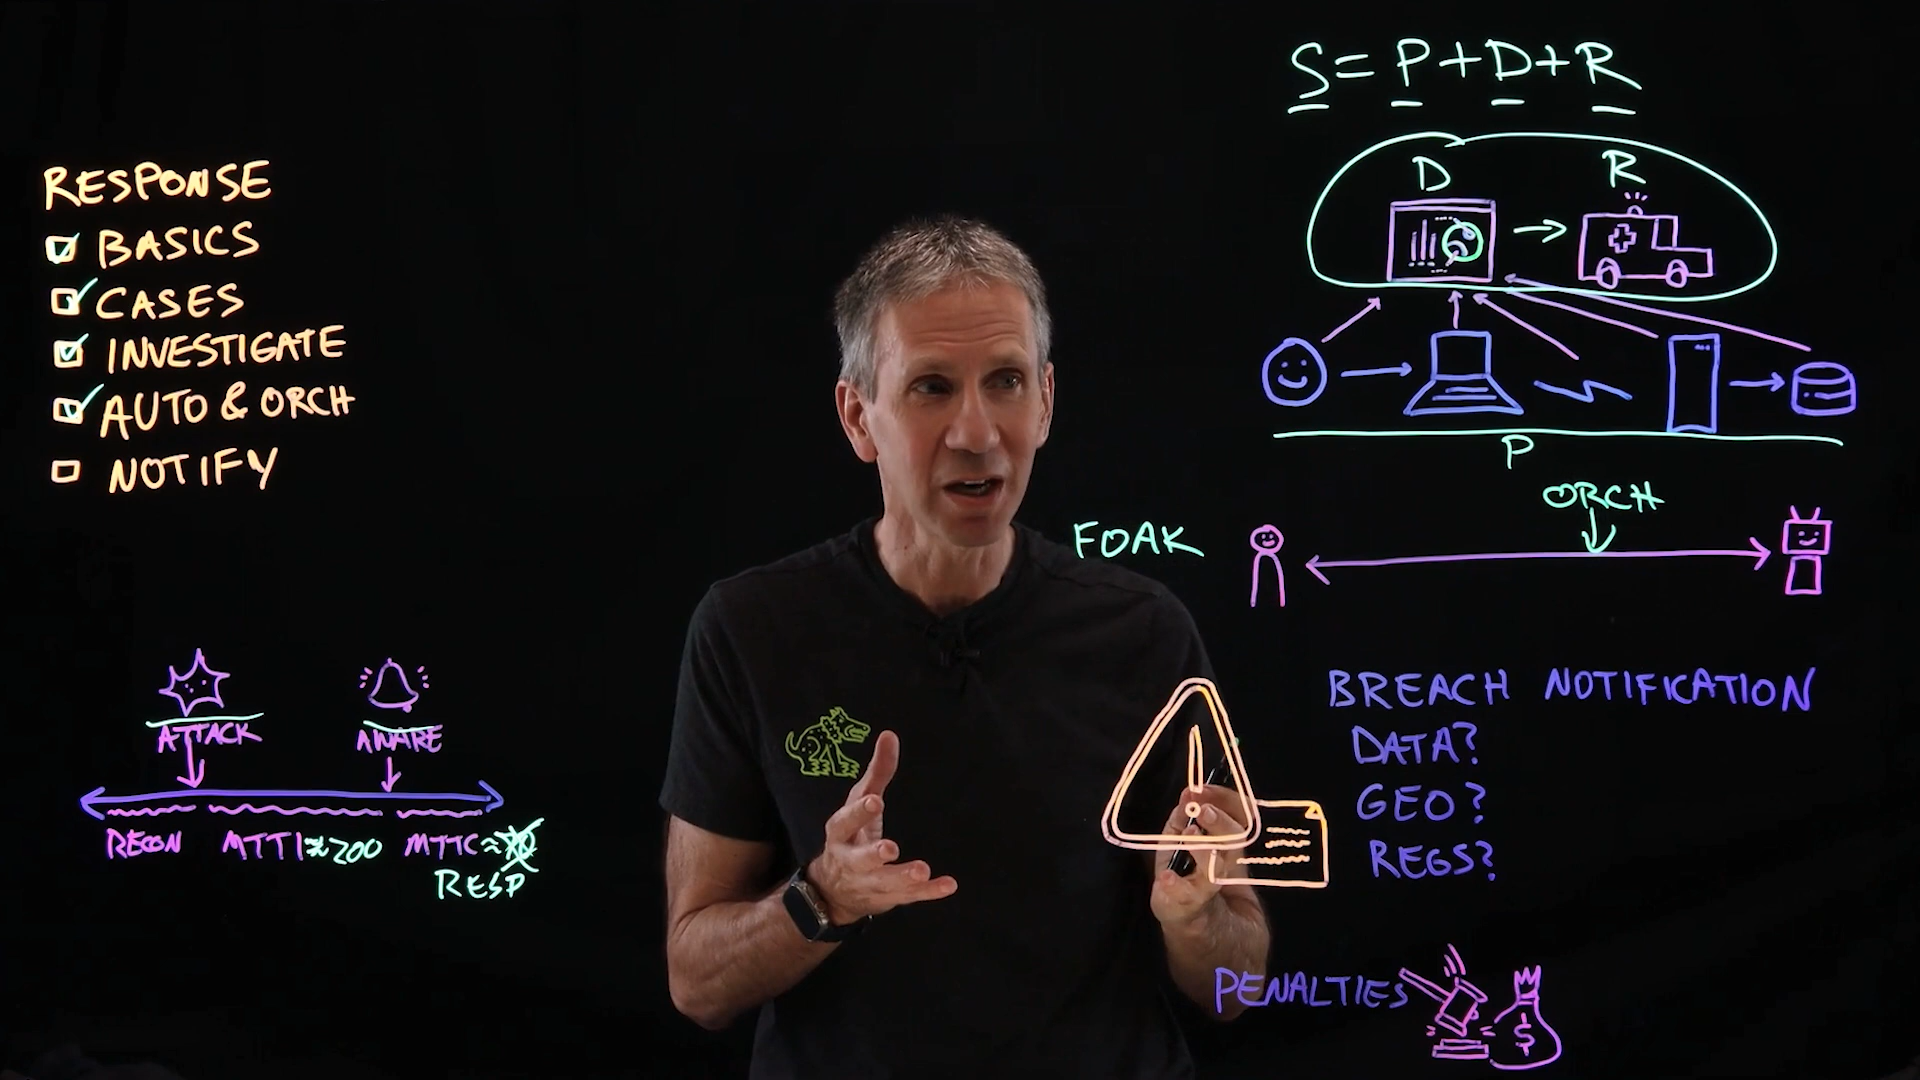 RESPONSE
BASICS
CASES
INVESTIGATE
AUTO & ORCH
NOTIFY
ATTACK
AWARE
RECON
MTTI≈200
MTTC≈
RESP
S=P+D+R
D
R
P
ORCH
FOAK
BREACH NOTIFICATION
DATA?
GEO?
REGS?
PENALTIES
$